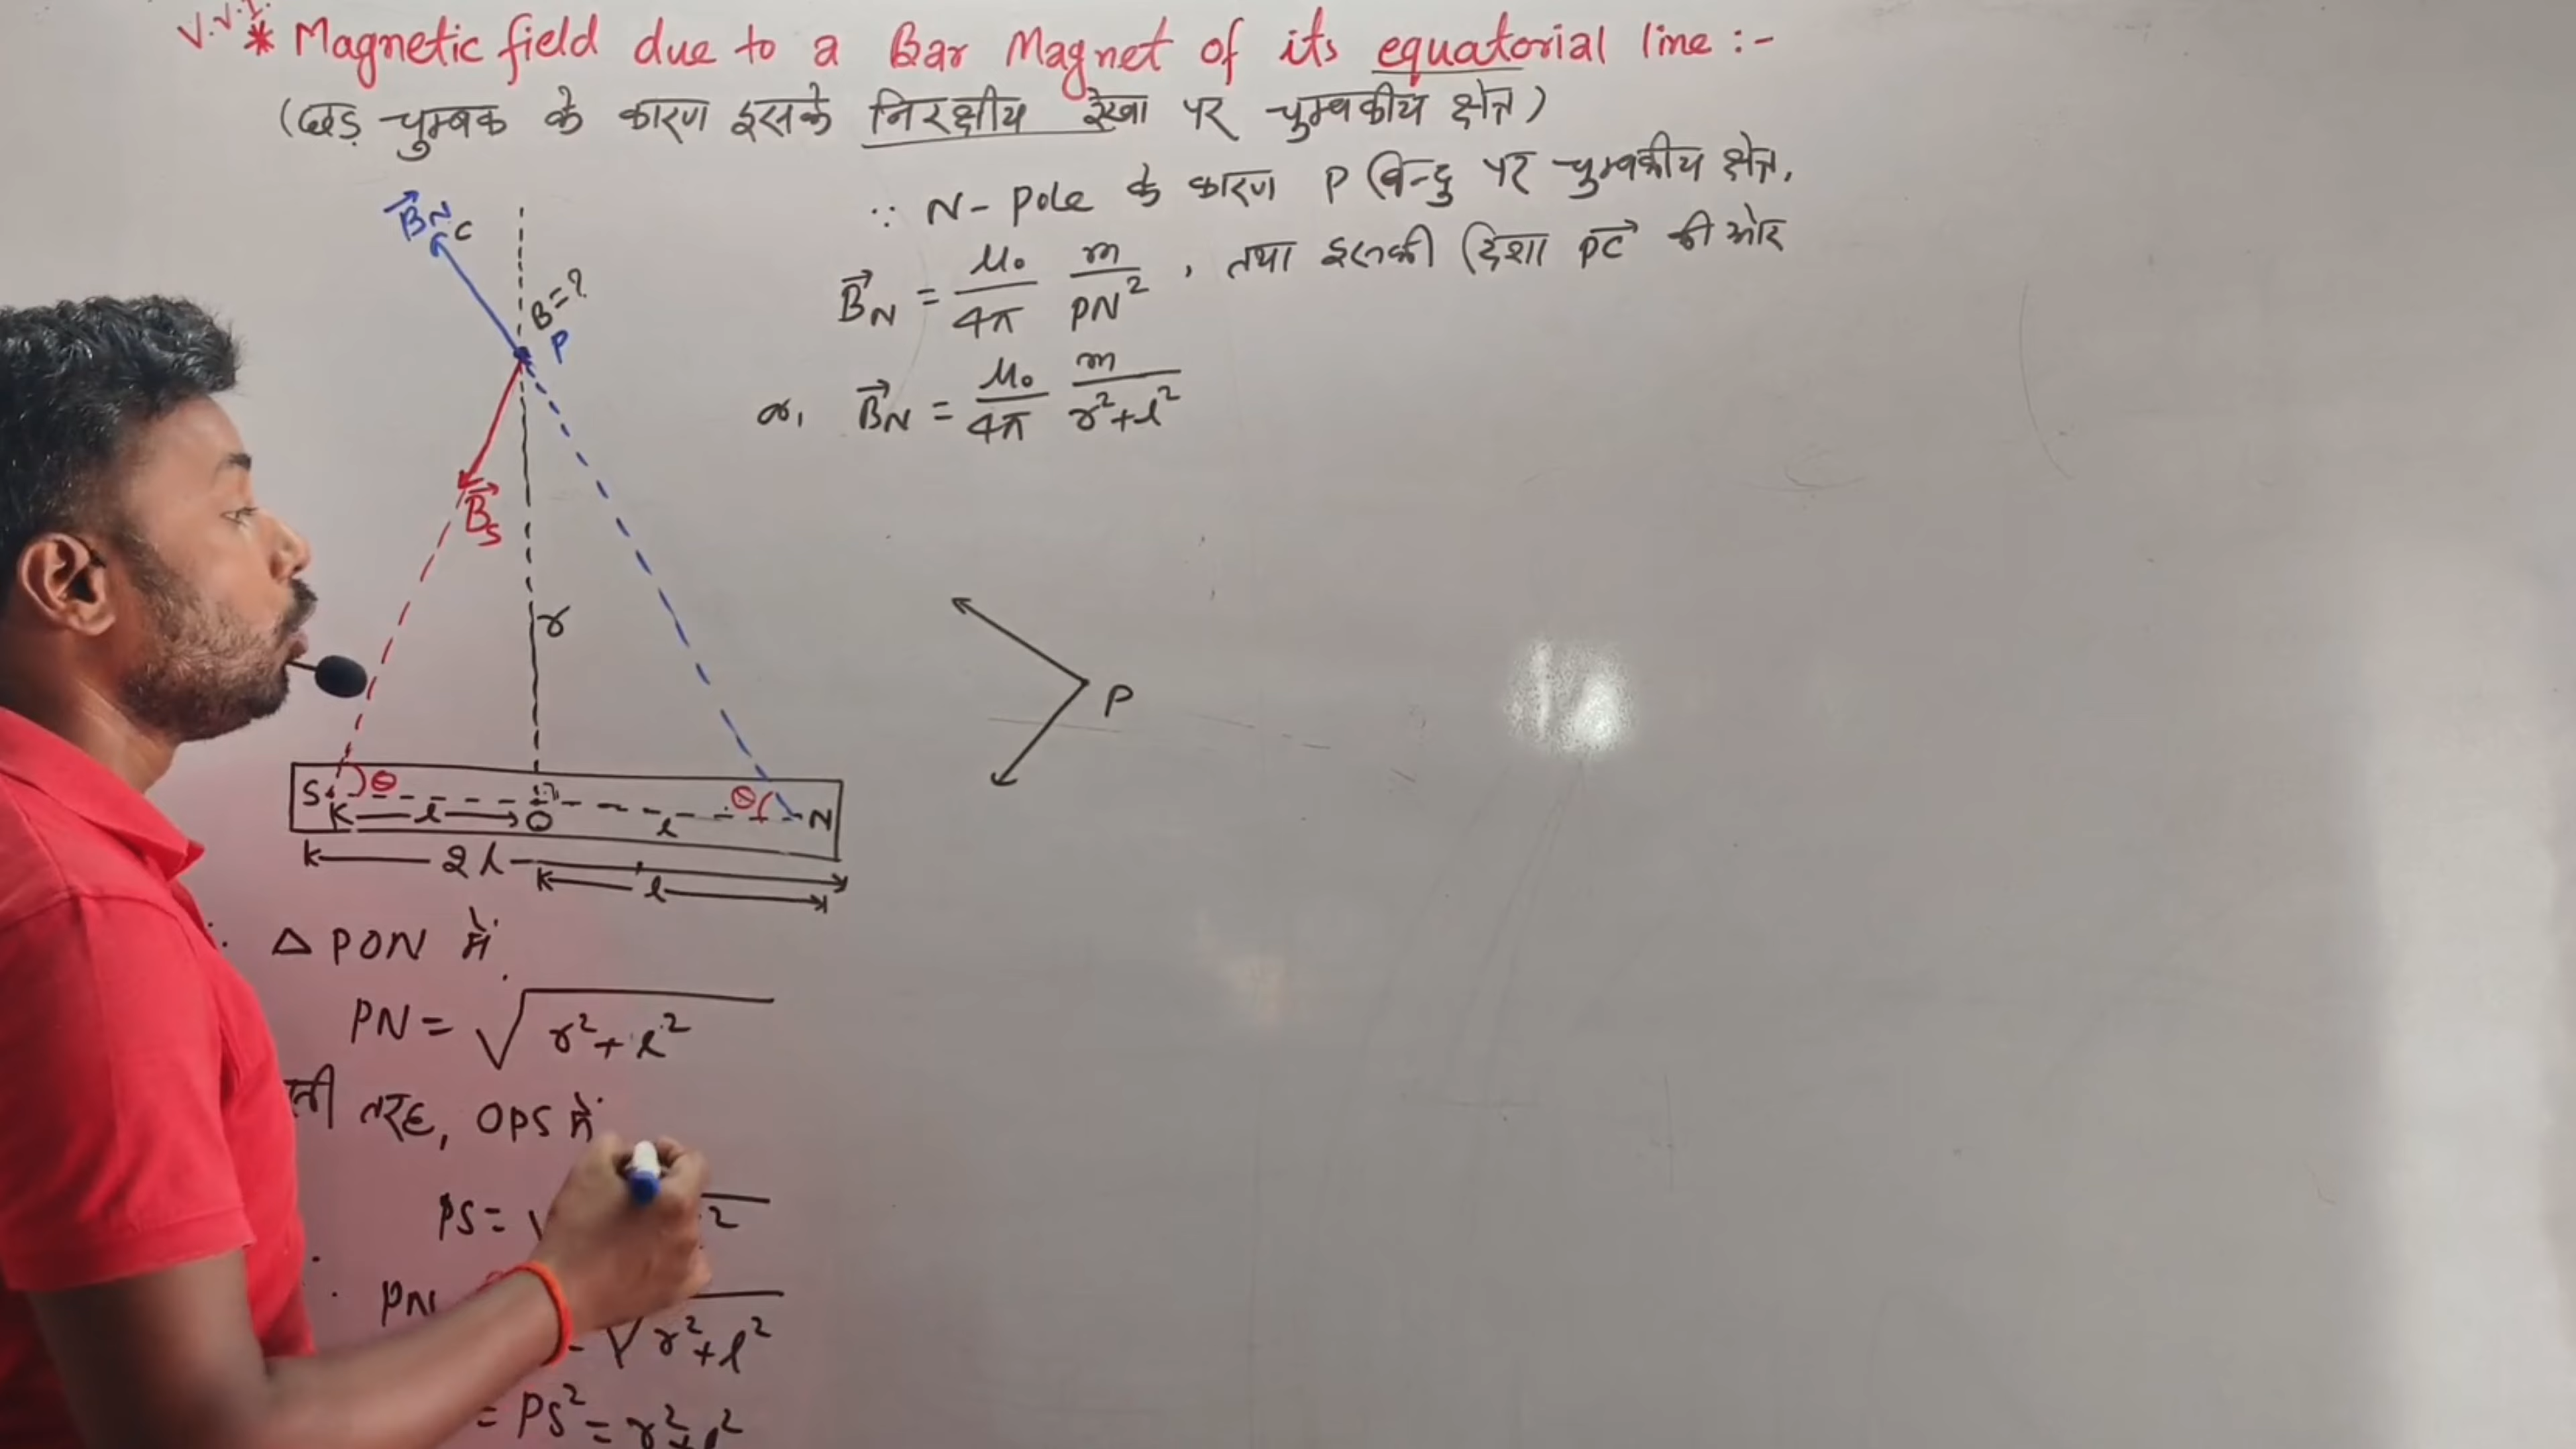 V.V.I. * Magnetic field due to a Bar Magnet of its equatorial line :-
(छड़ चुम्बक के कारण इसके निरक्षीय रेखा पर चुम्बकीय क्षेत्र)
∵ N-Pole के कारण P बिन्दु पर चुम्बकीय क्षेत्र,
B⃗N = μ₀/4π m/PN², तथा इसकी दिशा PC⃗ की ओर
or, B⃗N = μ₀/4π m/r²+l²
B⃗N C
B=?
P
B⃗S
r
P
S θ θ N
l O l
2l
l
∴ Δ PON में
PN = √r²+l²
तरह, OPS में
PS = √ ²
PN
√r²+l²
= PS² = r²+l²